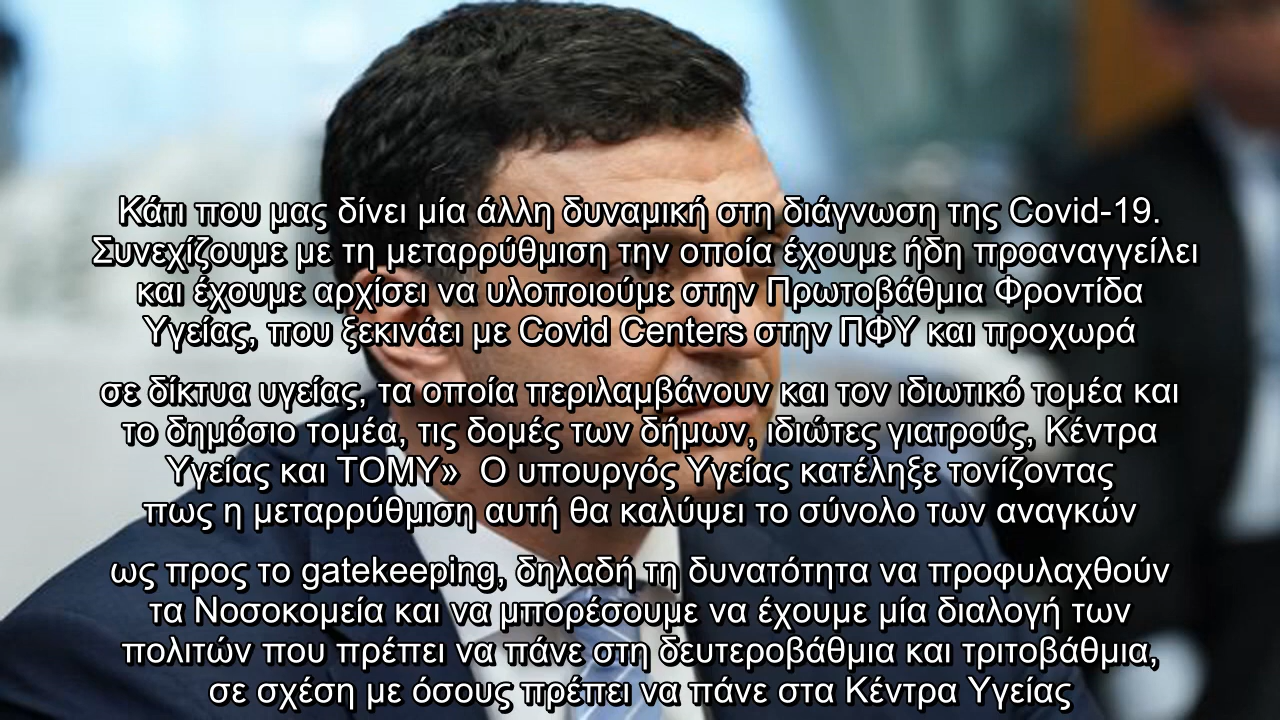 Κάτι που μας δίνει μία άλλη δυναμική στη διάγνωση της Covid-19.
Συνεχίζουμε με τη μεταρρύθμιση την οποία έχουμε ήδη προαναγγείλει
και έχουμε αρχίσει να υλοποιούμε στην Πρωτοβάθμια Φροντίδα
Υγείας, που ξεκινάει με Covid Centers στην ΠΦΥ και προχωρά
σε δίκτυα υγείας, τα οποία περιλαμβάνουν και τον ιδιωτικό τομέα και
το δημόσιο τομέα, τις δομές των δήμων, ιδιώτες γιατρούς, Κέντρα
Υγείας και ΤΟΜΥ»  Ο υπουργός Υγείας κατέληξε τονίζοντας
πως η μεταρρύθμιση αυτή θα καλύψει το σύνολο των αναγκών
ως προς το gatekeeping, δηλαδή τη δυνατότητα να προφυλαχθούν
τα Νοσοκομεία και να μπορέσουμε να έχουμε μία διαλογή των
πολιτών που πρέπει να πάνε στη δευτεροβάθμια και τριτοβάθμια,
σε σχέση με όσους πρέπει να πάνε στα Κέντρα Υγείας